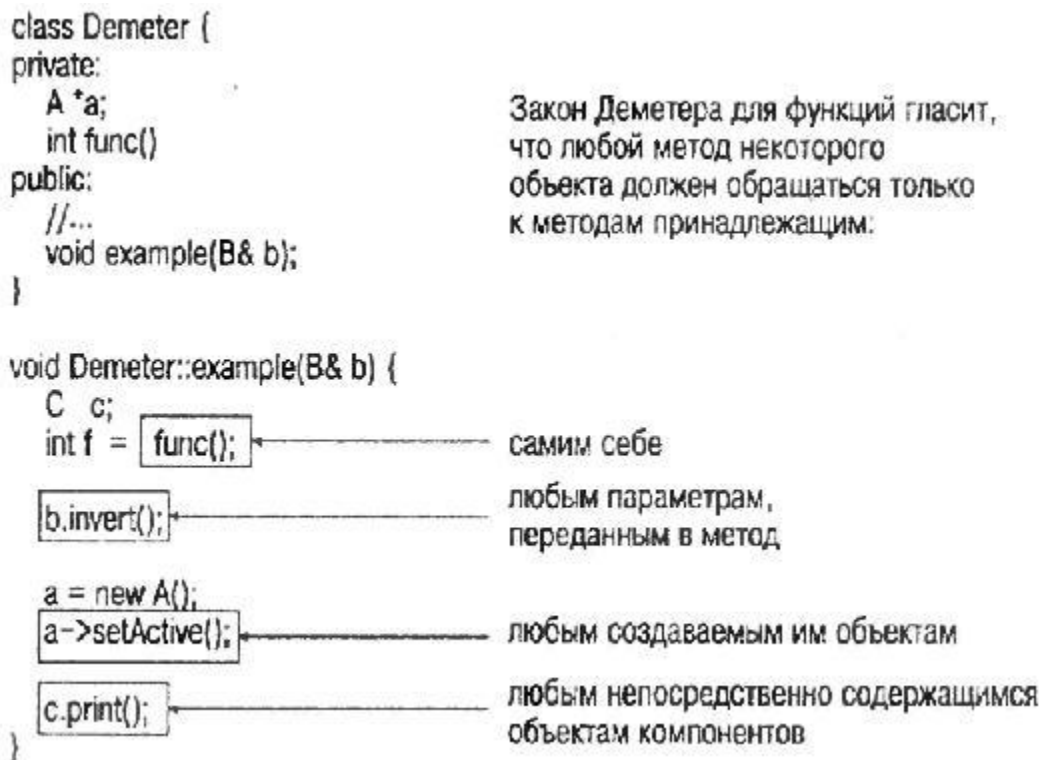 class Demeter {
private:
A *a;
int func()
public:
//...
void example(B& b);
}
Закон Деметера для функций гласит,
что любой метод некоторого
объекта должен обращаться только
к методам принадлежащим:
void Demeter::example(B& b) {
C c;
int f = func();
самим себе
b.invert();
любым параметрам,
переданным в метод
a = new A();
a->setActive();
любым создаваемым им объектам
c.print();
любым непосредственно содержащимся
объектам компонентов
}